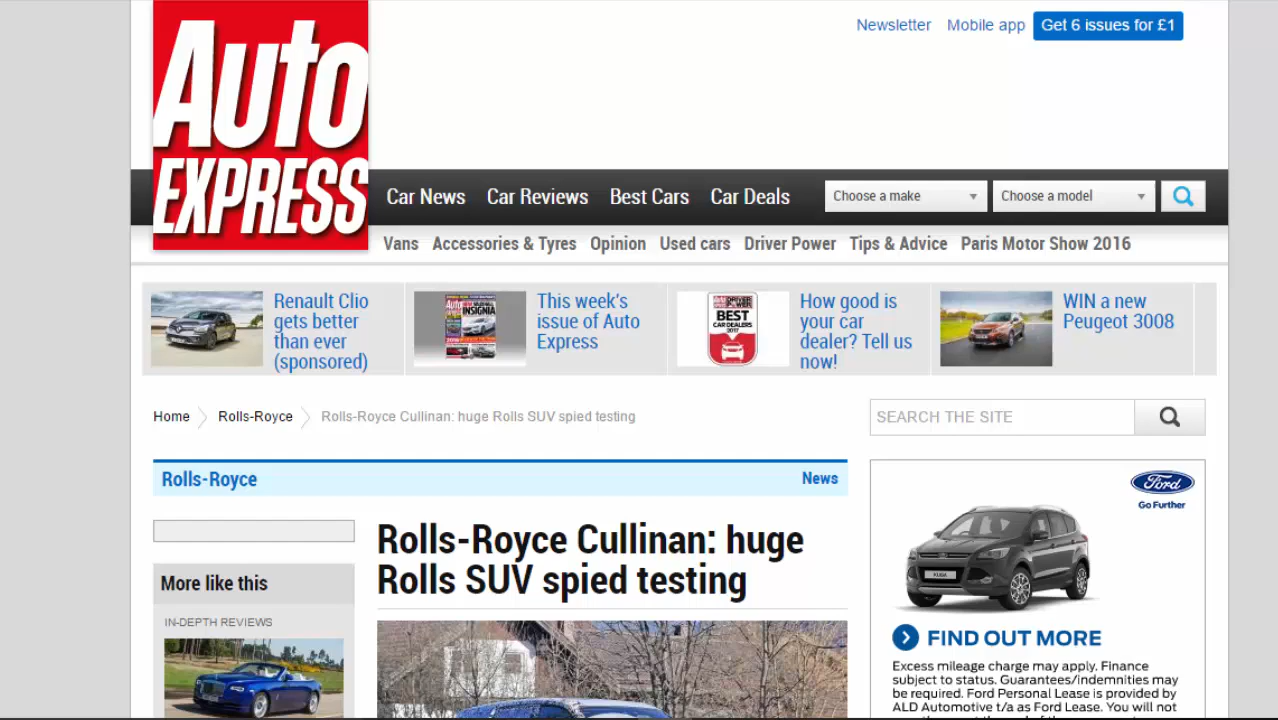 Newsletter Mobile app Get 6 issues for £1
Auto
EXPRESS
Car News Car Reviews Best Cars Car Deals Choose a make Choose a model
Vans Accessories & Tyres Opinion Used cars Driver Power Tips & Advice Paris Motor Show 2016
Renault Clio
gets better
than ever
(sponsored)
This week's
issue of Auto
Express
INSIGNIA
BEST
CAR DEALERS
2017
How good is
your car
dealer? Tell us
now!
WIN a new
Peugeot 3008
Home Rolls-Royce Rolls-Royce Cullinan: huge Rolls SUV spied testing
SEARCH THE SITE
Rolls-Royce News
Rolls-Royce Cullinan: huge
Rolls SUV spied testing
More like this
IN-DEPTH REVIEWS
Ford
Go Further
KUGA
FIND OUT MORE
Excess mileage charge may apply. Finance
subject to status. Guarantees/indemnities may
be required. Ford Personal Lease is provided by
ALD Automotive t/a as Ford Lease. You will not